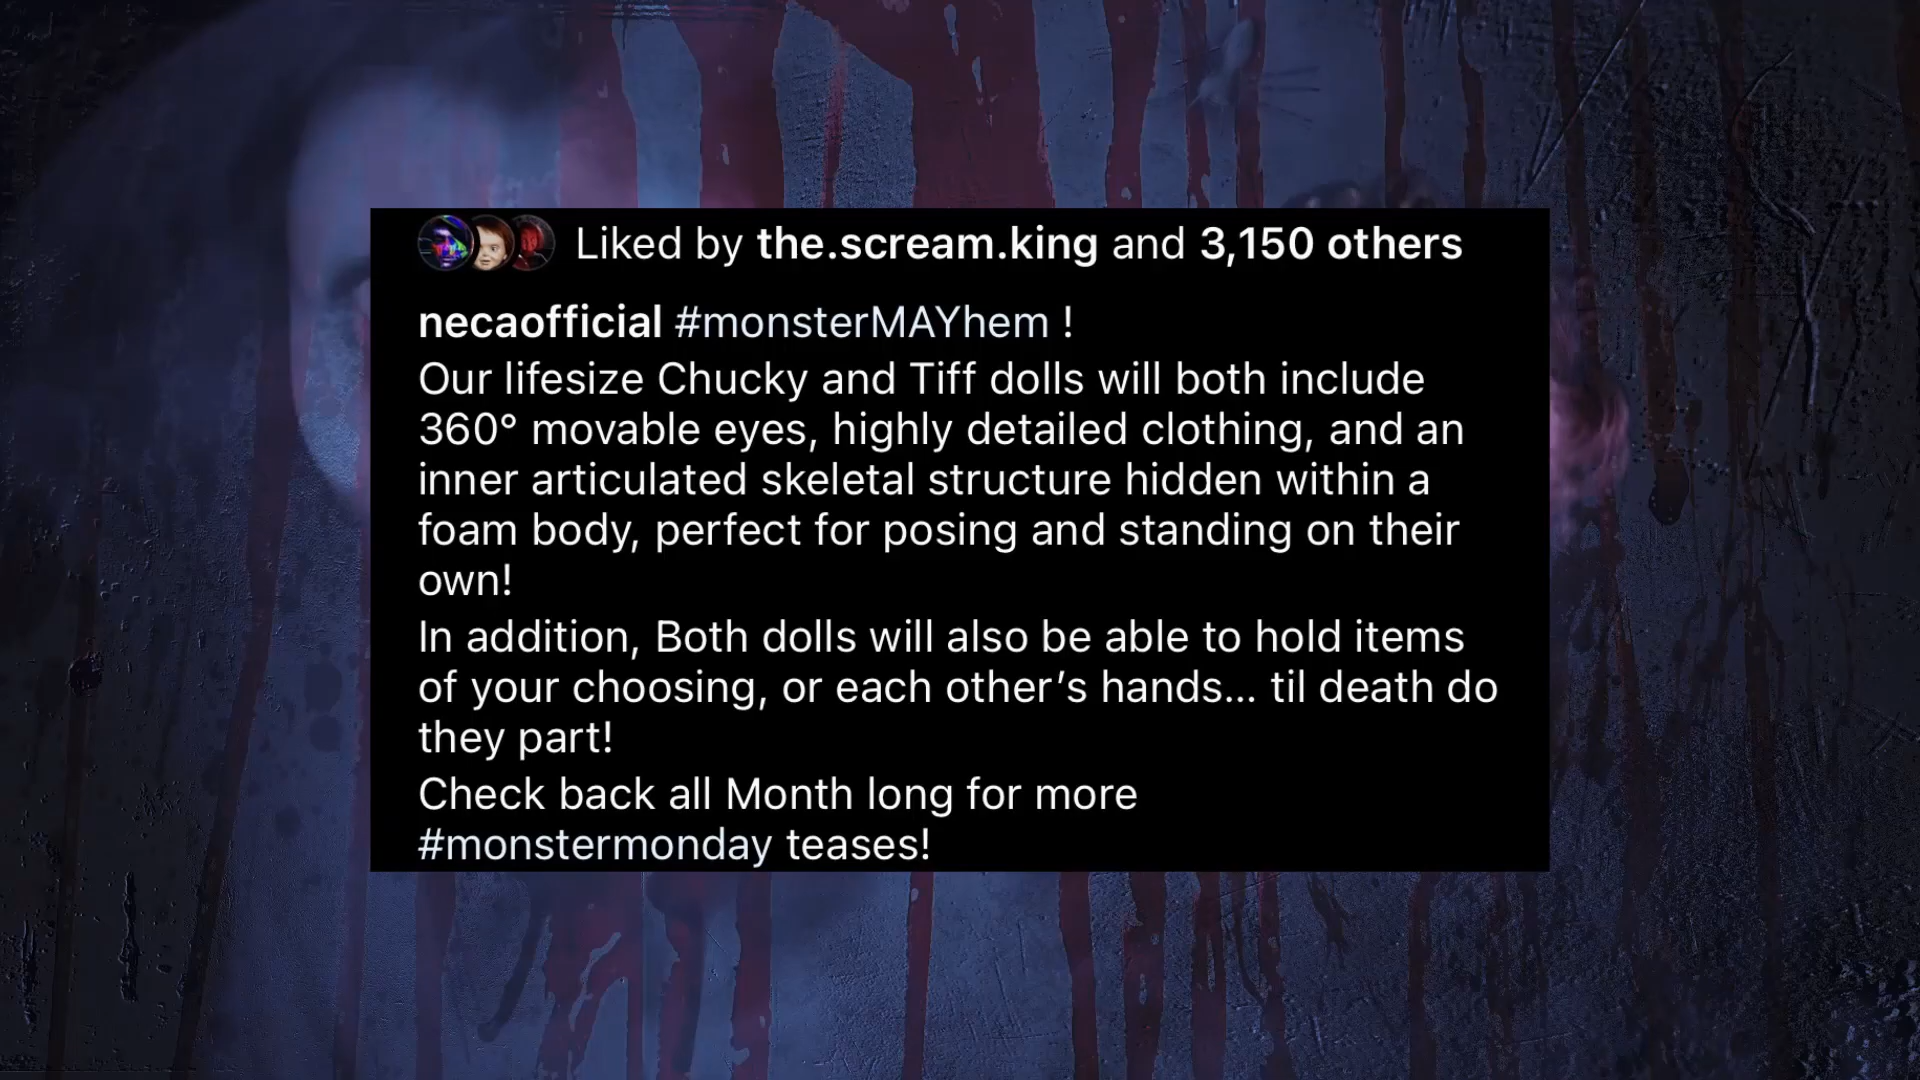 Liked by the.scream.king and 3,150 others
necaofficial #monsterMAYhem !
Our lifesize Chucky and Tiff dolls will both include
360° movable eyes, highly detailed clothing, and an
inner articulated skeletal structure hidden within a
foam body, perfect for posing and standing on their
own!
In addition, Both dolls will also be able to hold items
of your choosing, or each other’s hands... til death do
they part!
Check back all Month long for more
#monstermonday teases!